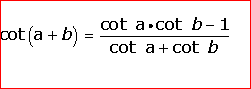 cot(a+b) = (cot a•cot b−1)/(cot a+cot b)